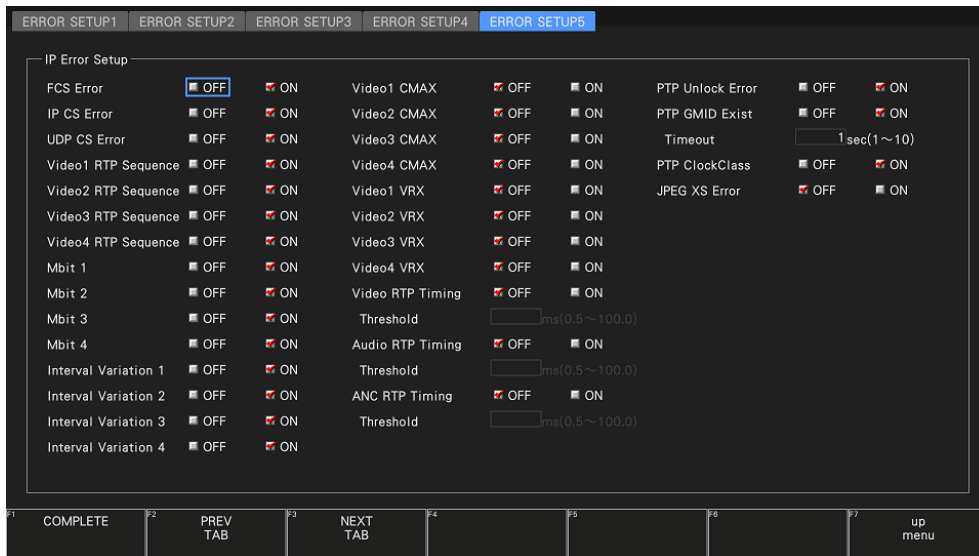 ERROR SETUP1 ERROR SETUP2 ERROR SETUP3 ERROR SETUP4 ERROR SETUP5
IP Error Setup
FCS Error OFF ON Video1 CMAX OFF ON PTP Unlock Error OFF ON
IP CS Error OFF ON Video2 CMAX OFF ON PTP GMID Exist OFF ON
UDP CS Error OFF ON Video3 CMAX OFF ON Timeout 1 sec(1～10)
Video1 RTP Sequence OFF ON Video4 CMAX OFF ON PTP ClockClass OFF ON
Video2 RTP Sequence OFF ON Video1 VRX OFF ON JPEG XS Error OFF ON
Video3 RTP Sequence OFF ON Video2 VRX OFF ON
Video4 RTP Sequence OFF ON Video3 VRX OFF ON
Mbit 1 OFF ON Video4 VRX OFF ON
Mbit 2 OFF ON Video RTP Timing OFF ON
Mbit 3 OFF ON Threshold ms(0.5～100.0)
Mbit 4 OFF ON Audio RTP Timing OFF ON
Interval Variation 1 OFF ON Threshold ms(0.5～100.0)
Interval Variation 2 OFF ON ANC RTP Timing OFF ON
Interval Variation 3 OFF ON Threshold ms(0.5～100.0)
Interval Variation 4 OFF ON
F1 COMPLETE F2 PREV F3 NEXT F4 F5 F6 F7 up
TAB TAB menu